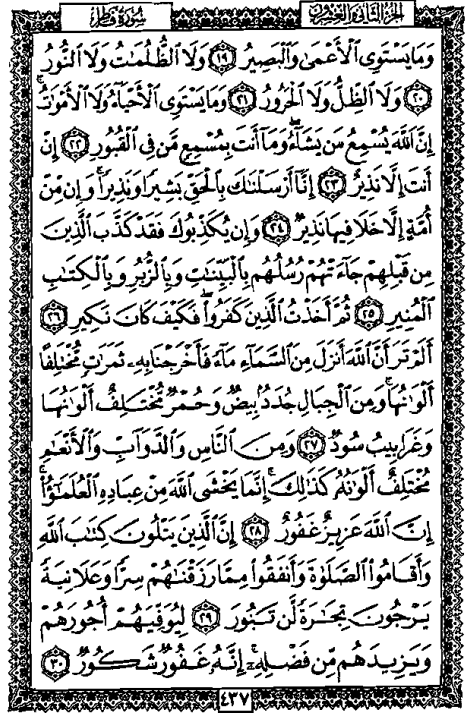 الجزء الثاني والعشرون
سورة فاطر
وَمَا يَسْتَوِى ٱلْأَعْمَىٰ وَٱلْبَصِيرُ ۝١٩ وَلَا ٱلظُّلُمَـٰتُ وَلَا ٱلنُّورُ
۝٢٠ وَلَا ٱلظِّلُّ وَلَا ٱلْحَرُورُ ۝٢١ وَمَا يَسْتَوِى ٱلْأَحْيَآءُ وَلَا ٱلْأَمْوَٰتُ ۚ
إِنَّ ٱللَّهَ يُسْمِعُ مَن يَشَآءُ ۖ وَمَآ أَنتَ بِمُسْمِعٍ مَّن فِى ٱلْقُبُورِ ۝٢٢ إِنْ
أَنتَ إِلَّا نَذِيرٌ ۝٢٣ إِنَّآ أَرْسَلْنَـٰكَ بِٱلْحَقِّ بَشِيرًا وَنَذِيرًا ۚ وَإِن مِّنْ
أُمَّةٍ إِلَّا خَلَا فِيهَا نَذِيرٌ ۝٢٤ وَإِن يُكَذِّبُوكَ فَقَدْ كَذَّبَ ٱلَّذِينَ
مِن قَبْلِهِمْ جَآءَتْهُمْ رُسُلُهُم بِٱلْبَيِّنَـٰتِ وَبِٱلزُّبُرِ وَبِٱلْكِتَـٰبِ
ٱلْمُنِيرِ ۝٢٥ ثُمَّ أَخَذْتُ ٱلَّذِينَ كَفَرُوا۟ ۖ فَكَيْفَ كَانَ نَكِيرِ ۝٢٦
أَلَمْ تَرَ أَنَّ ٱللَّهَ أَنزَلَ مِنَ ٱلسَّمَآءِ مَآءً فَأَخْرَجْنَا بِهِۦ ثَمَرَٰتٍ مُّخْتَلِفًا
أَلْوَٰنُهَا ۚ وَمِنَ ٱلْجِبَالِ جُدَدٌۢ بِيضٌ وَحُمْرٌ مُّخْتَلِفٌ أَلْوَٰنُهَا
وَغَرَابِيبُ سُودٌ ۝٢٧ وَمِنَ ٱلنَّاسِ وَٱلدَّوَآبِّ وَٱلْأَنْعَـٰمِ
مُخْتَلِفٌ أَلْوَٰنُهُۥ كَذَٰلِكَ ۗ إِنَّمَا يَخْشَى ٱللَّهَ مِنْ عِبَادِهِ ٱلْعُلَمَـٰٓؤُا۟ ۗ
إِنَّ ٱللَّهَ عَزِيزٌ غَفُورٌ ۝٢٨ إِنَّ ٱلَّذِينَ يَتْلُونَ كِتَـٰبَ ٱللَّهِ
وَأَقَامُوا۟ ٱلصَّلَوٰةَ وَأَنفَقُوا۟ مِمَّا رَزَقْنَـٰهُمْ سِرًّا وَعَلَانِيَةً
يَرْجُونَ تِجَـٰرَةً لَّن تَبُورَ ۝٢٩ لِيُوَفِّيَهُمْ أُجُورَهُمْ
وَيَزِيدَهُم مِّن فَضْلِهِۦٓ ۚ إِنَّهُۥ غَفُورٌ شَكُورٌ ۝٣٠
٤٣٧